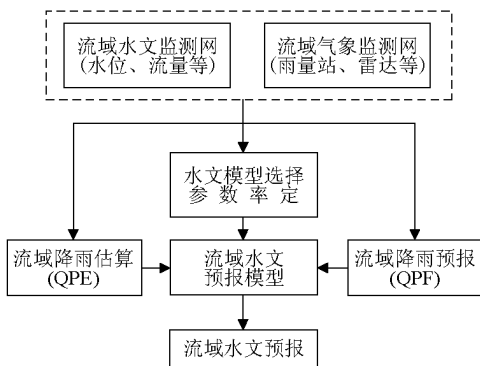 流域水文监测网
(水位、流量等)
流域气象监测网
(雨量站、雷达等)
水文模型选择
参 数 率 定
流域降雨估算
(QPE)
流域水文
预报模型
流域降雨预报
(QPF)
流域水文预报